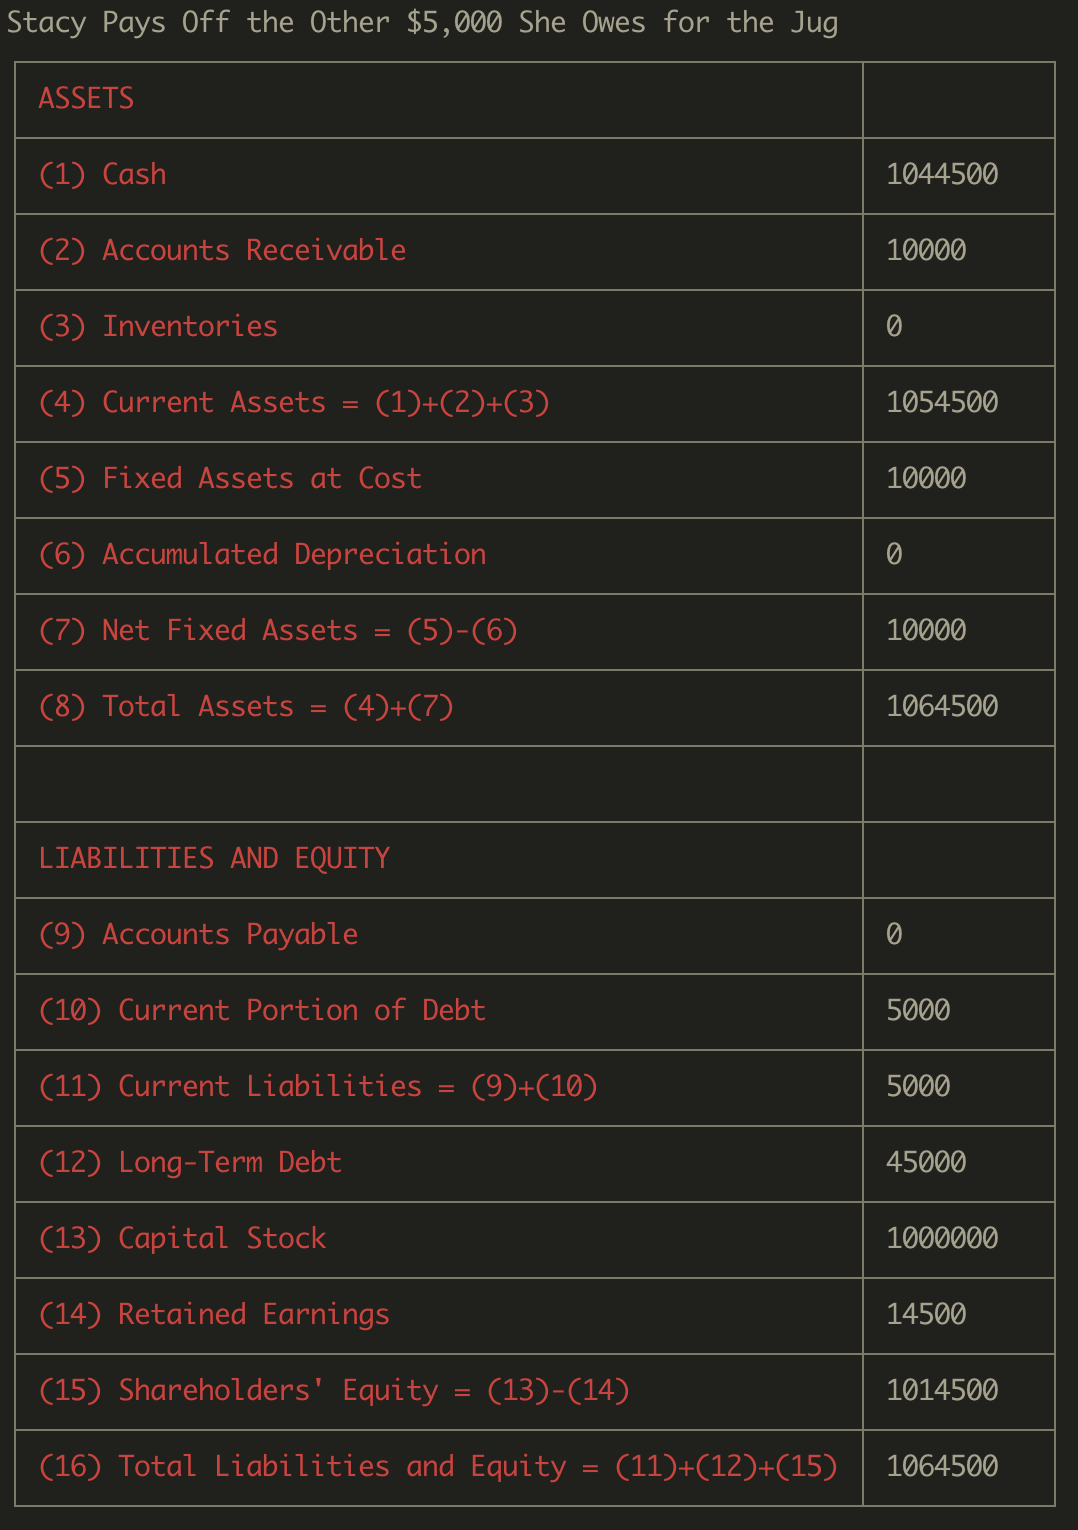 Stacy Pays Off the Other $5,000 She Owes for the Jug
ASSETS
(1) Cash 1044500
(2) Accounts Receivable 10000
(3) Inventories 0
(4) Current Assets = (1)+(2)+(3) 1054500
(5) Fixed Assets at Cost 10000
(6) Accumulated Depreciation 0
(7) Net Fixed Assets = (5)-(6) 10000
(8) Total Assets = (4)+(7) 1064500
LIABILITIES AND EQUITY
(9) Accounts Payable 0
(10) Current Portion of Debt 5000
(11) Current Liabilities = (9)+(10) 5000
(12) Long-Term Debt 45000
(13) Capital Stock 1000000
(14) Retained Earnings 14500
(15) Shareholders' Equity = (13)-(14) 1014500
(16) Total Liabilities and Equity = (11)+(12)+(15) 1064500